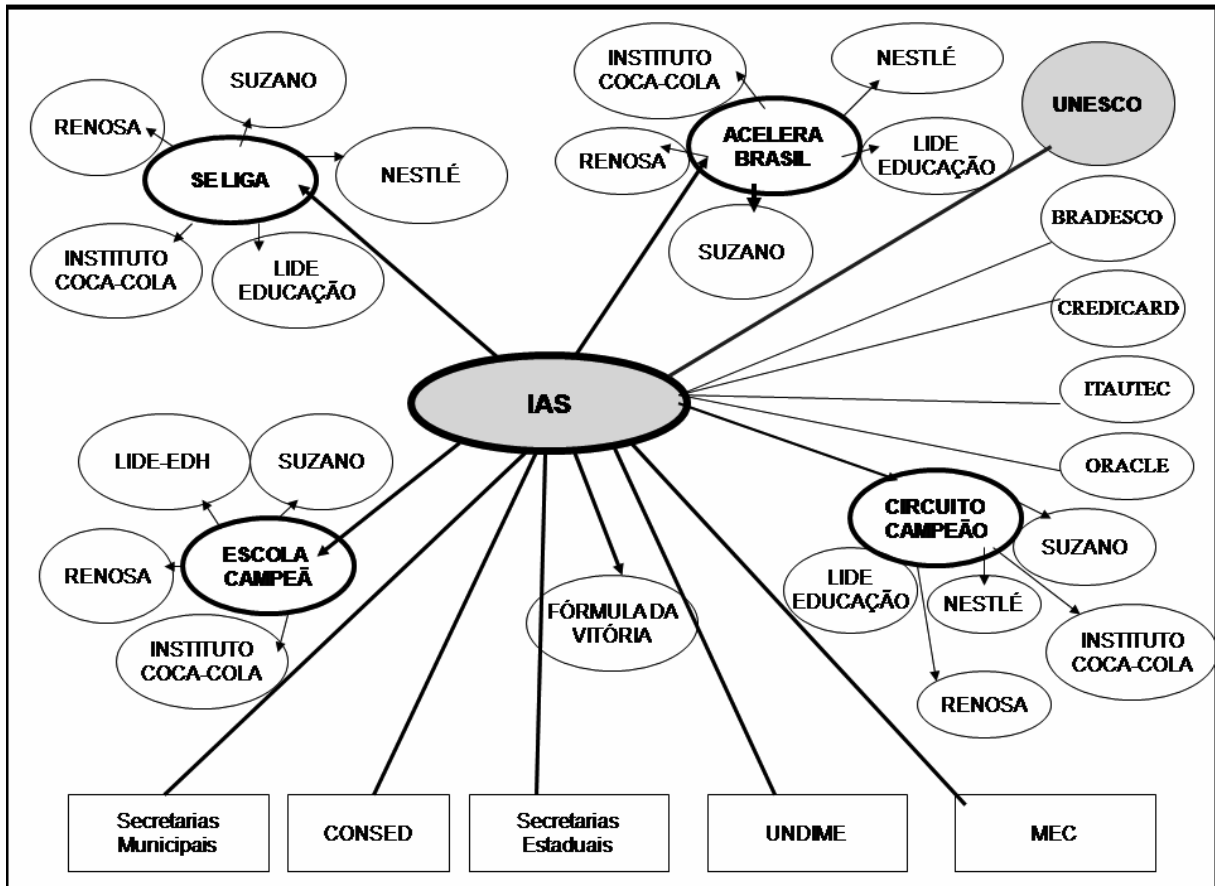 SUZANO
RENOSA
SE LIGA
NESTLÉ
INSTITUTO
COCA-COLA
LIDE
EDUCAÇÃO
INSTITUTO
COCA-COLA
NESTLÉ
RENOSA
ACELERA
BRASIL
LIDE
EDUCAÇÃO
SUZANO
UNESCO
BRADESCO
CREDICARD
ITAUTEC
ORACLE
IAS
LIDE-EDH
SUZANO
RENOSA
ESCOLA
CAMPEÃ
INSTITUTO
COCA-COLA
FÓRMULA DA
VITÓRIA
CIRCUITO
CAMPEÃO
SUZANO
LIDE
EDUCAÇÃO
NESTLÉ
INSTITUTO
COCA-COLA
RENOSA
Secretarias
Municipais
CONSED
Secretarias
Estaduais
UNDIME
MEC